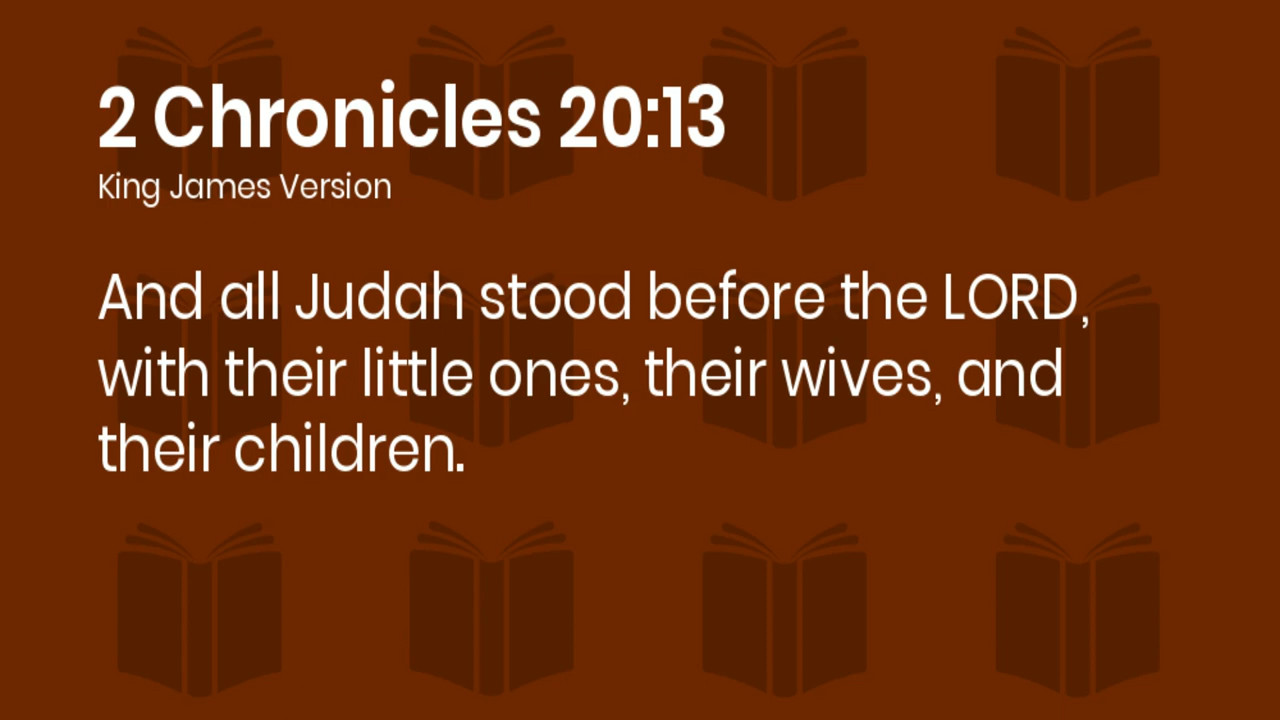 2 Chronicles 20:13
King James Version
And all Judah stood before the LORD,
with their little ones, their wives, and
their children.